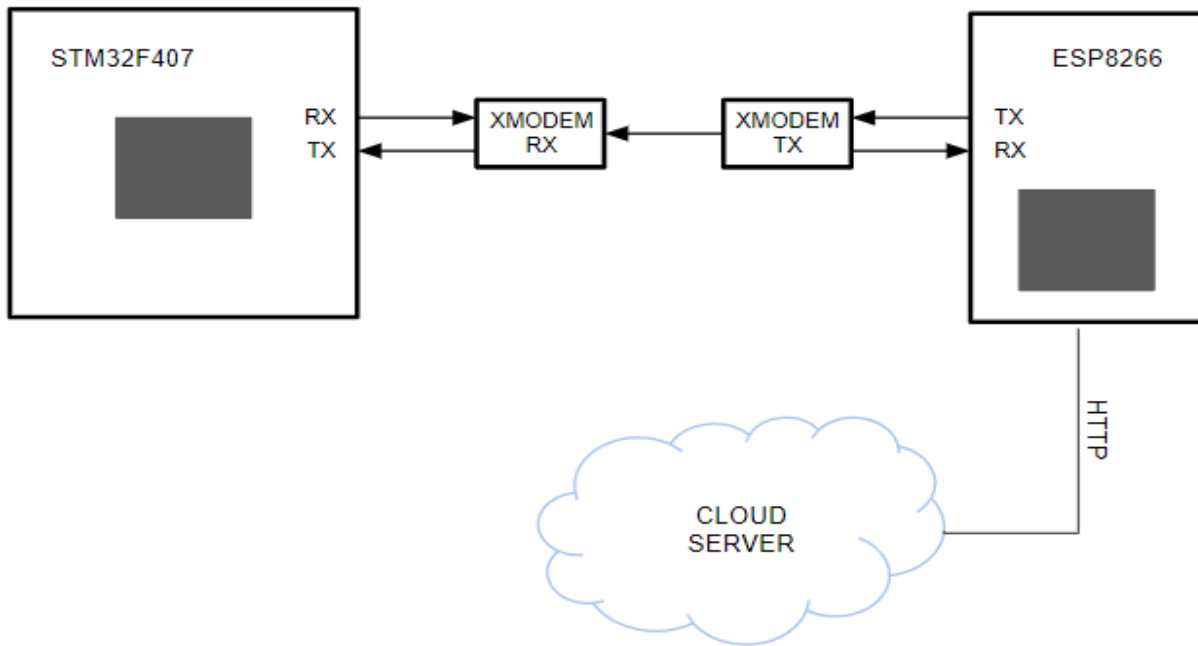 STM32F407
ESP8266
RX
TX
XMODEM
RX
XMODEM
TX
TX
RX
HTTP
CLOUD
SERVER